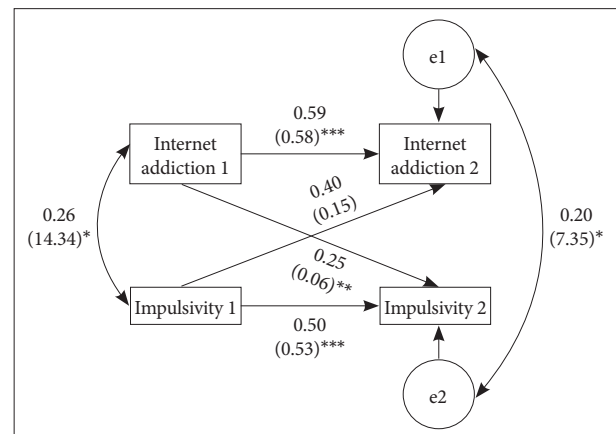 e1
0.59
(0.58)***
Internet
addiction 1
Internet
addiction 2
0.40
(0.15)
0.26
(14.34)*
0.20
(7.35)*
0.25
(0.06)**
Impulsivity 1
Impulsivity 2
0.50
(0.53)***
e2